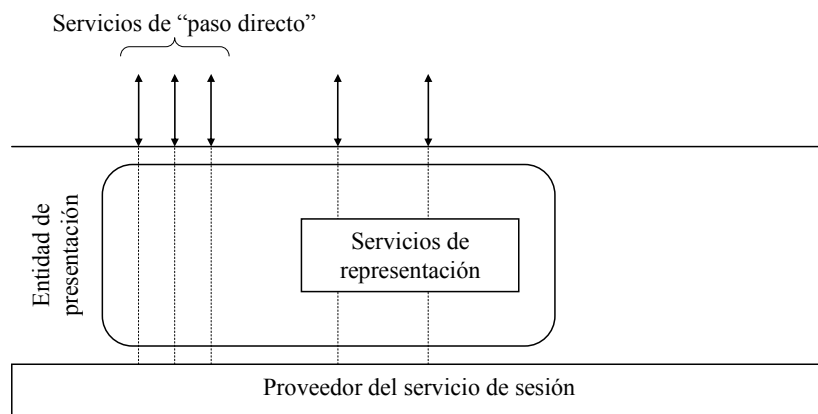 Servicios de “paso directo”
Entidad de
presentación
Servicios de
representación
Proveedor del servicio de sesión